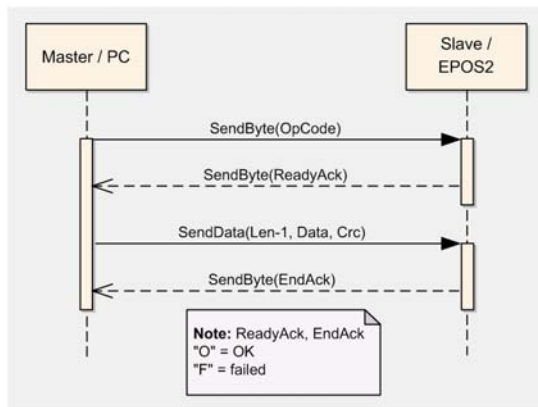 Master / PC
Slave /
EPOS2
SendByte(OpCode)
SendByte(ReadyAck)
SendData(Len-1, Data, Crc)
SendByte(EndAck)
Note: ReadyAck, EndAck
"O" = OK
"F" = failed